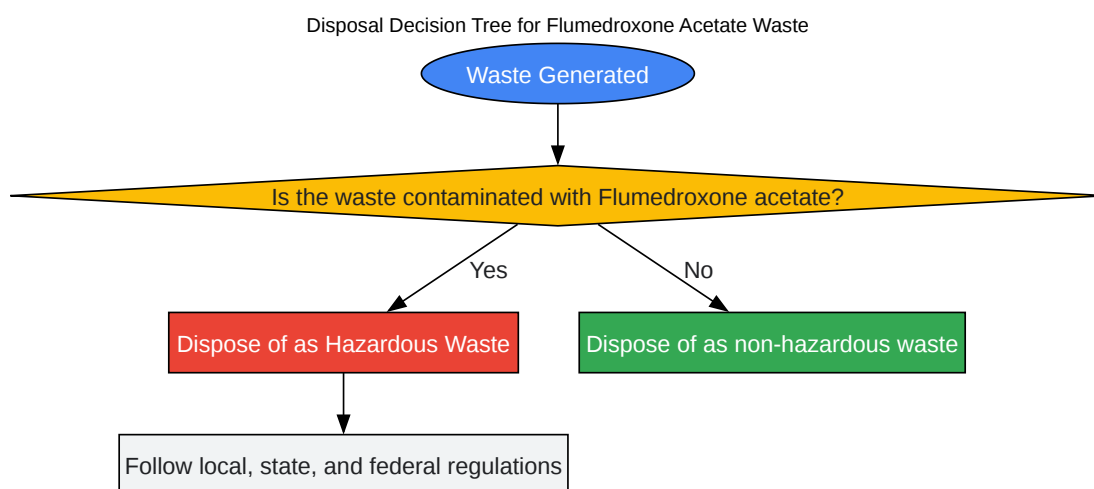 Disposal Decision Tree for Flumedroxone Acetate Waste
Waste Generated
Is the waste contaminated with Flumedroxone acetate?
Yes
No
Dispose of as Hazardous Waste
Dispose of as non-hazardous waste
Follow local, state, and federal regulations